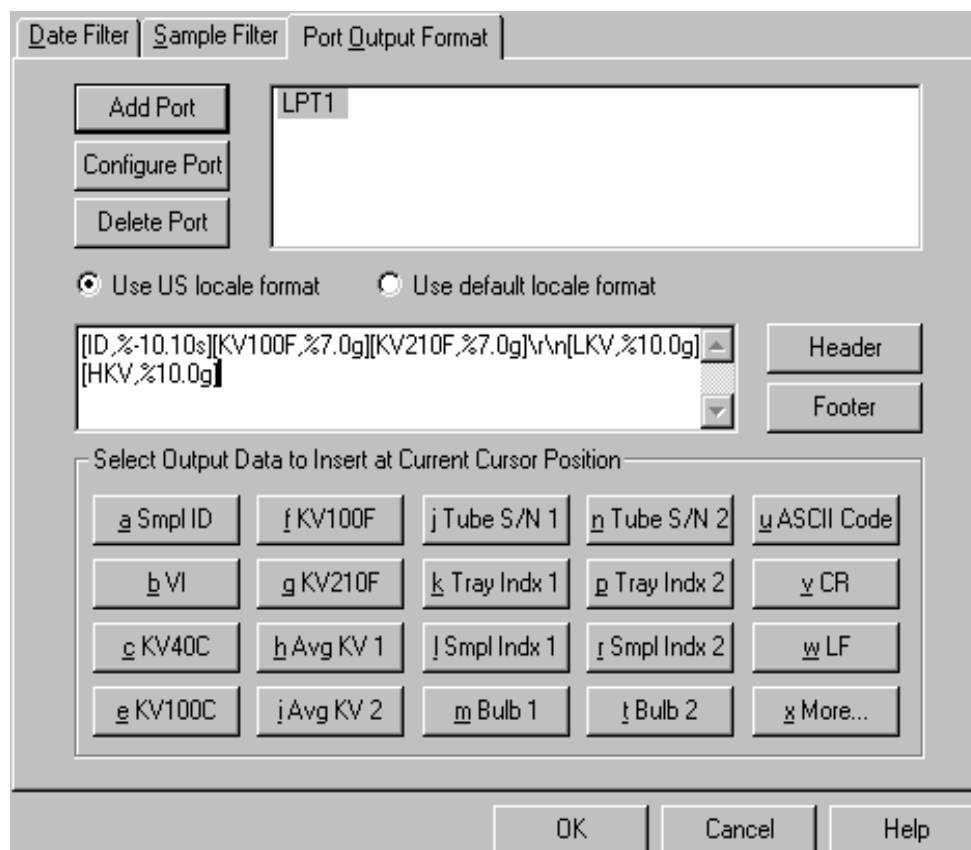 Date Filter Sample Filter Port Output Format
Add Port
LPT1
Configure Port
Delete Port
Use US locale format Use default locale format
[ID,%-10.10s][KV100F,%7.0g][KV210F,%7.0g]\r\n[LKV,%10.0g]
[HKV,%10.0g]
Header
Footer
Select Output Data to Insert at Current Cursor Position
a Smpl ID f KV100F j Tube S/N 1 n Tube S/N 2 u ASCII Code
b VI g KV210F k Tray Indx 1 p Tray Indx 2 v CR
c KV40C h Avg KV 1 l Smpl Indx 1 r Smpl Indx 2 w LF
e KV100C i Avg KV 2 m Bulb 1 t Bulb 2 x More...
OK Cancel Help